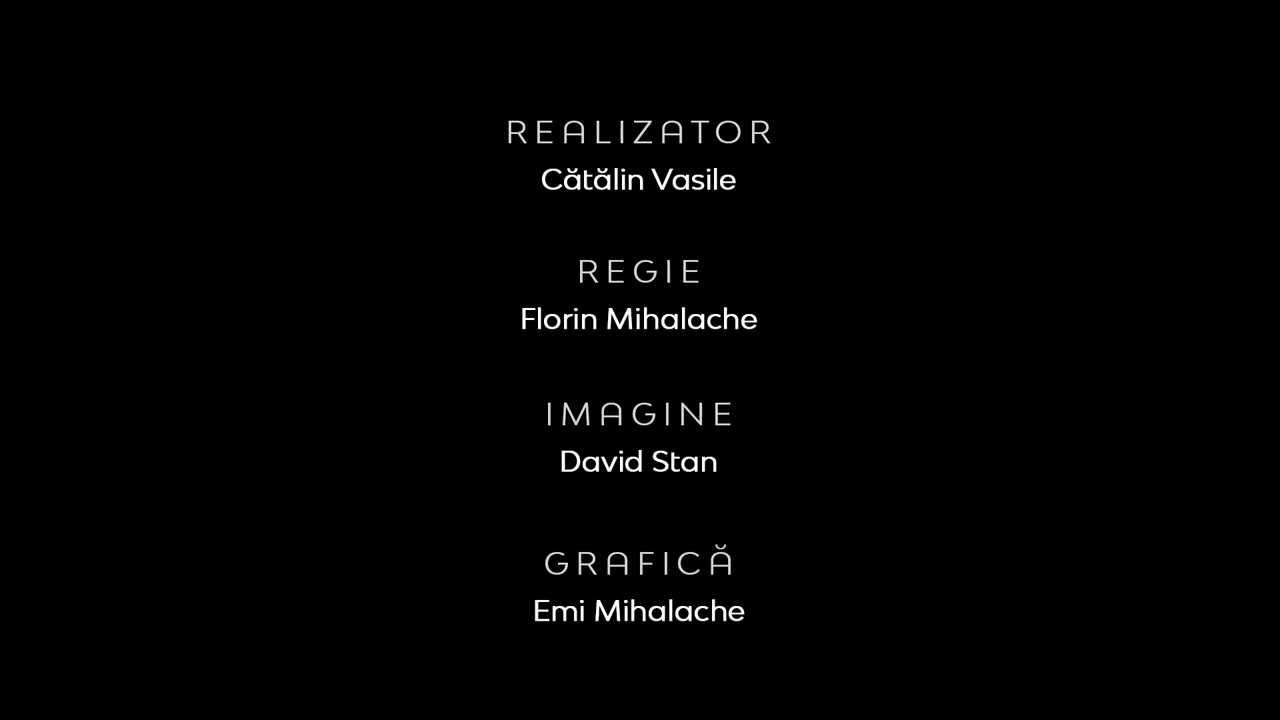 REALIZATOR
Cătălin Vasile
REGIE
Florin Mihalache
IMAGINE
David Stan
GRAFICĂ
Emi Mihalache